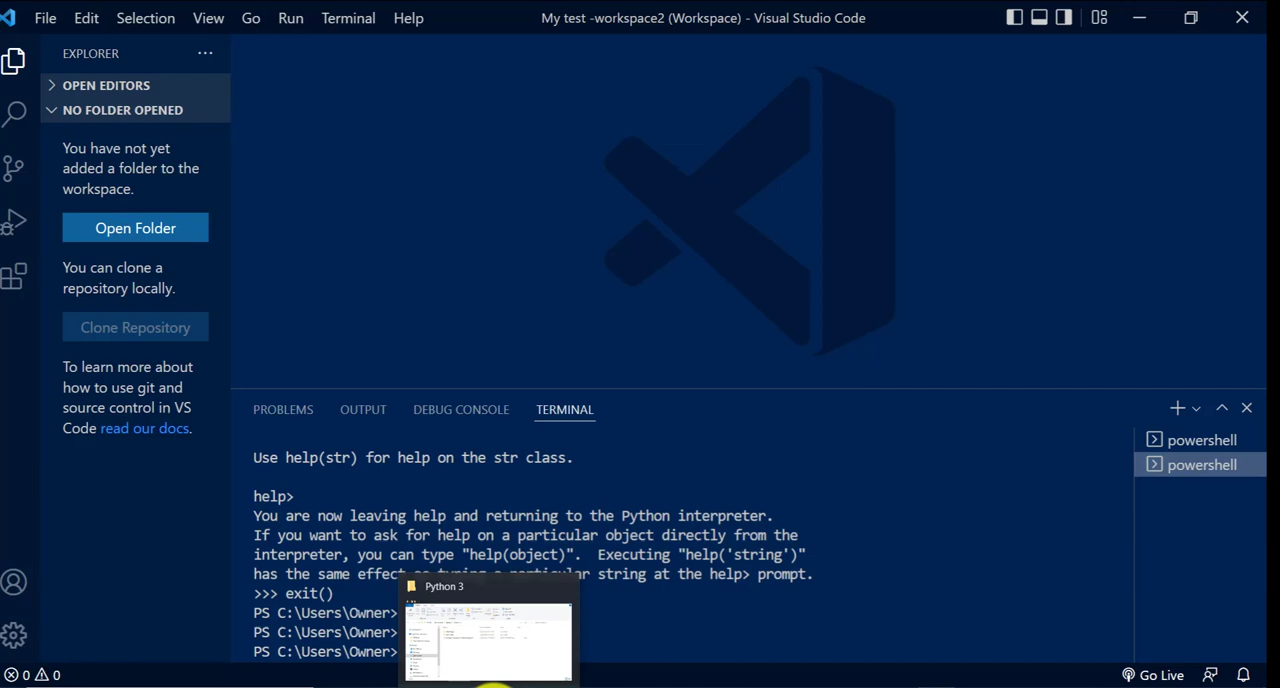 File Edit Selection View Go Run Terminal Help My test -workspace2 (Workspace) - Visual Studio Code
EXPLORER ...
OPEN EDITORS
NO FOLDER OPENED
You have not yet
added a folder to the
workspace.
Open Folder
You can clone a
repository locally.
Clone Repository
To learn more about
how to use git and
source control in VS
Code read our docs.
PROBLEMS OUTPUT DEBUG CONSOLE TERMINAL
powershell
powershell
Use help(str) for help on the str class.
help>
You are now leaving help and returning to the Python interpreter.
If you want to ask for help on a particular object directly from the
interpreter, you can type "help(object)". Executing "help('string')"
has the same effect as typing a particular string at the help> prompt.
>>> exit()
PS C:\Users\Owner>
PS C:\Users\Owner>
PS C:\Users\Owner>
Python 3
0 0
Go Live